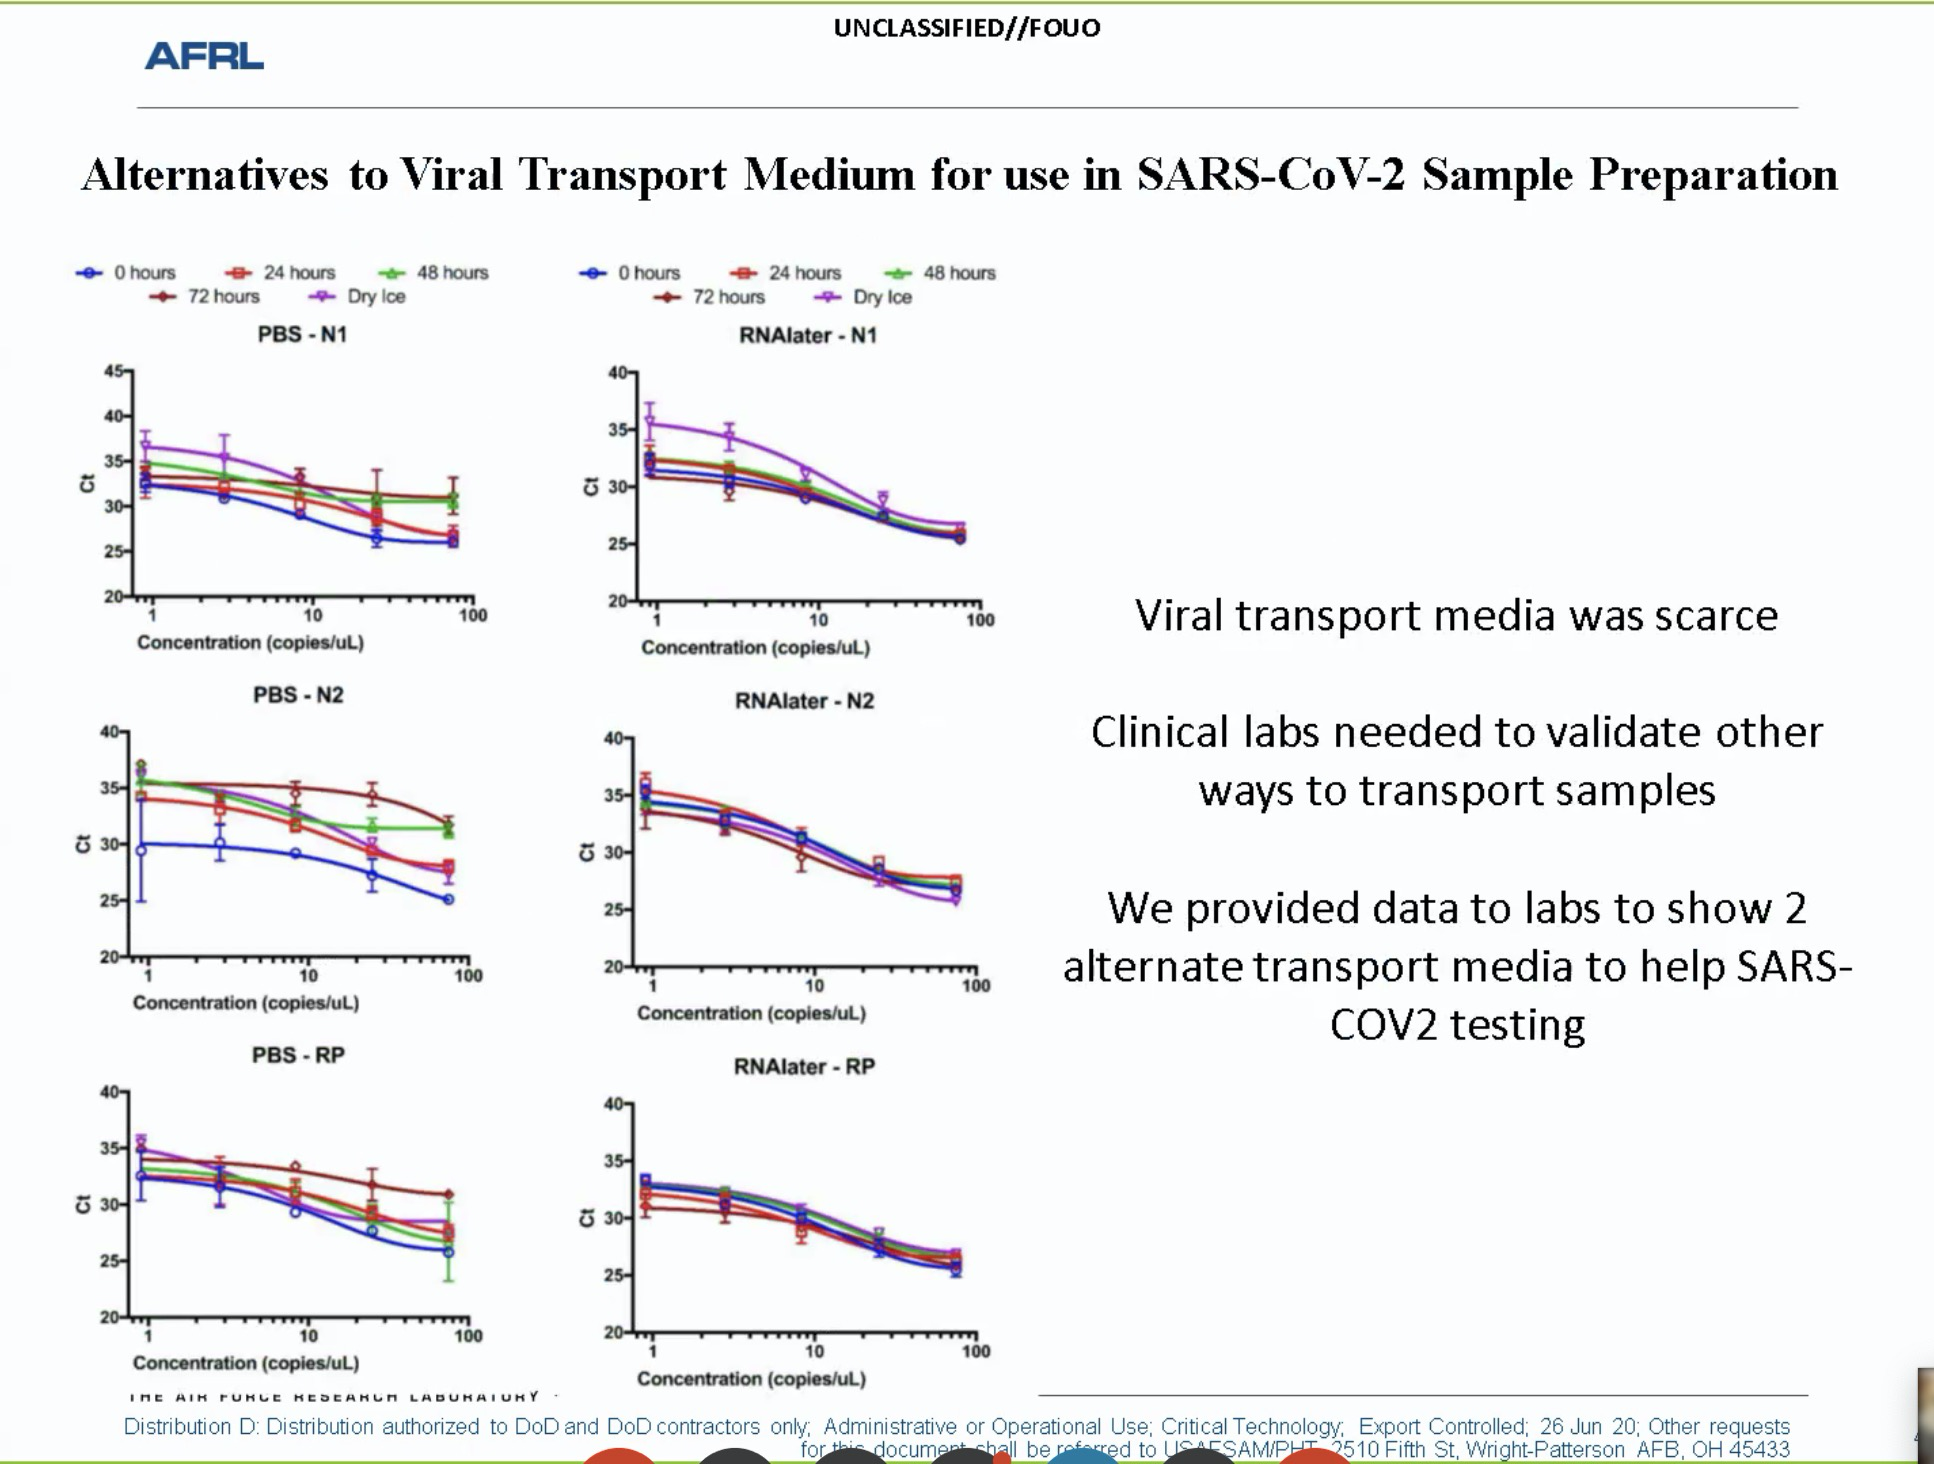 UNCLASSIFIED//FOUO
AFRL
Alternatives to Viral Transport Medium for use in SARS-CoV-2 Sample Preparation
0 hours 24 hours 48 hours
72 hours Dry Ice
PBS - N1
45
40
35
30
25
20
Ct
1 10 100
Concentration (copies/uL)
0 hours 24 hours 48 hours
72 hours Dry Ice
RNAlater - N1
40
35
30
25
20
Ct
1 10 100
Concentration (copies/uL)
PBS - N2
40
35
30
25
20
Ct
1 10 100
Concentration (copies/uL)
RNAlater - N2
40
35
30
25
20
Ct
1 10 100
Concentration (copies/uL)
PBS - RP
40
35
30
25
20
Ct
1 10 100
Concentration (copies/uL)
RNAlater - RP
40
35
30
25
20
Ct
1 10 100
Concentration (copies/uL)
Viral transport media was scarce
Clinical labs needed to validate other
ways to transport samples
We provided data to labs to show 2
alternate transport media to help SARS-
COV2 testing
THE AIR FORCE RESEARCH LABORATORY
Distribution D: Distribution authorized to DoD and DoD contractors only; Administrative or Operational Use; Critical Technology; Export Controlled; 26 Jun 20; Other requests
for this document shall be referred to USAFSAM/PHT, 2510 Fifth St, Wright-Patterson AFB, OH 45433